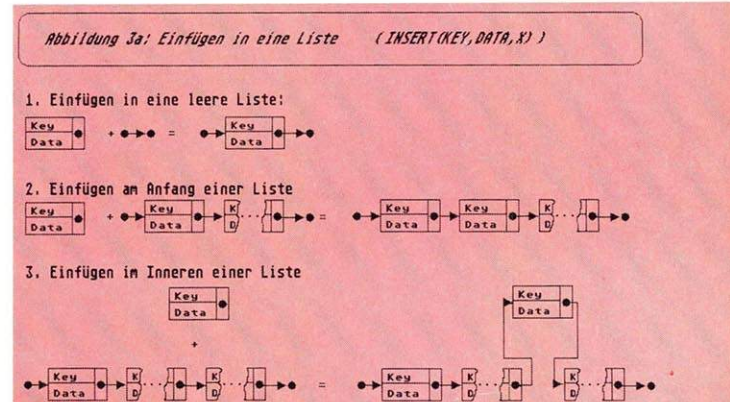 Abbildung 3a: Einfügen in eine Liste ( INSERT(KEY,DATA,X) )
1. Einfügen in eine leere Liste:
Key
Data
+
=
Key
Data
2. Einfügen am Anfang einer Liste
Key
Data
+
Key
Data
K
D
=
Key
Data
Key
Data
K
D
3. Einfügen im Inneren einer Liste
Key
Data
+
Key
Data
Key
Data
K
D
K
D
=
Key
Data
K
D
K
D